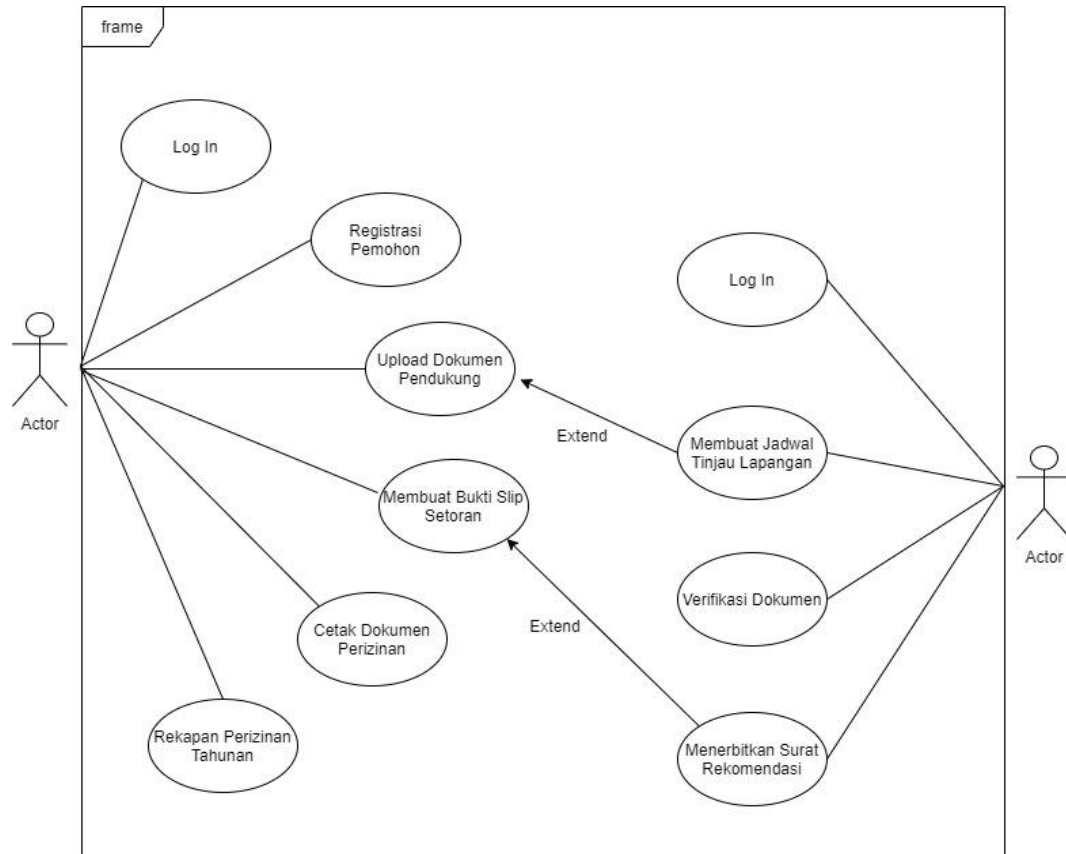 frame
Log In
Registrasi
Pemohon
Log In
Upload Dokumen
Pendukung
Actor
Extend
Membuat Jadwal
Tinjau Lapangan
Membuat Bukti Slip
Setoran
Actor
Verifikasi Dokumen
Extend
Cetak Dokumen
Perizinan
Rekapan Perizinan
Tahunan
Menerbitkan Surat
Rekomendasi